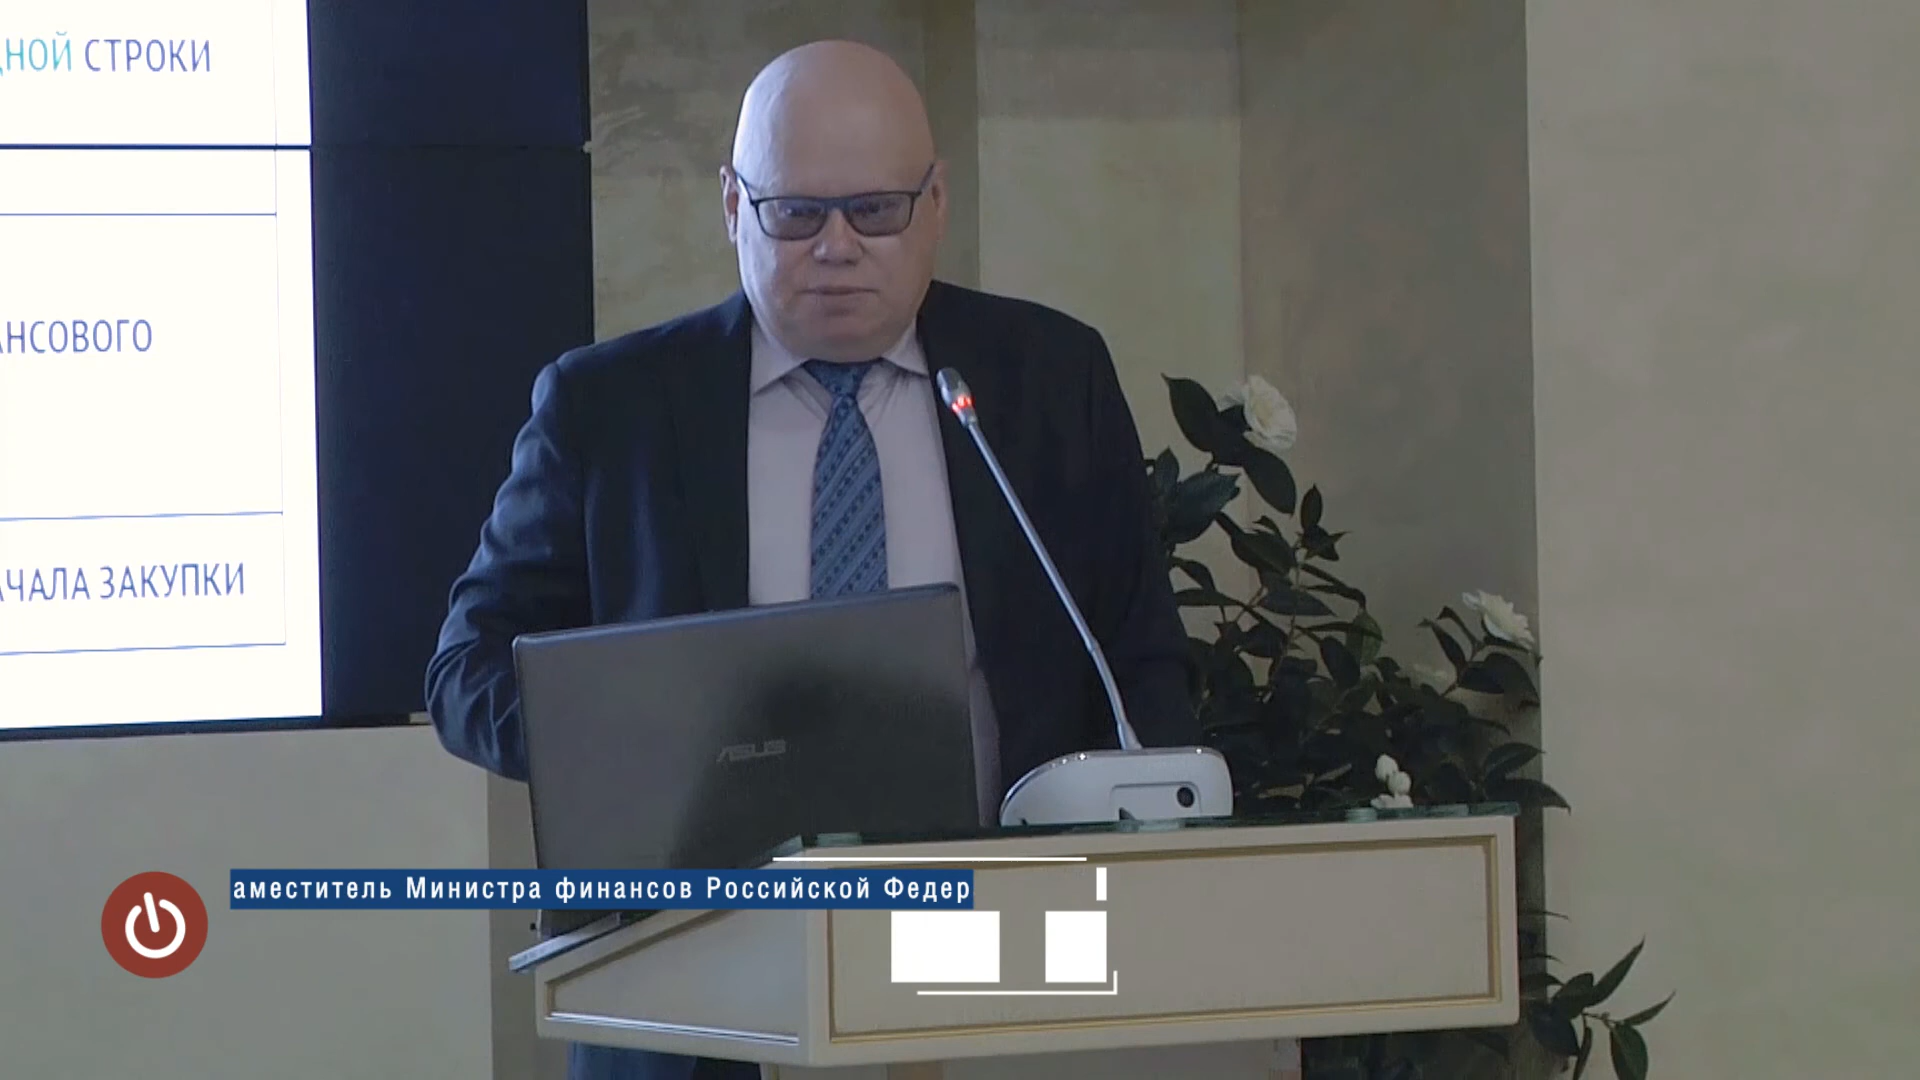 ДНОЙ СТРОКИ
АНСОВОГО
АЧАЛА ЗАКУПКИ
ASUS
аместитель Министра финансов Российской Федер